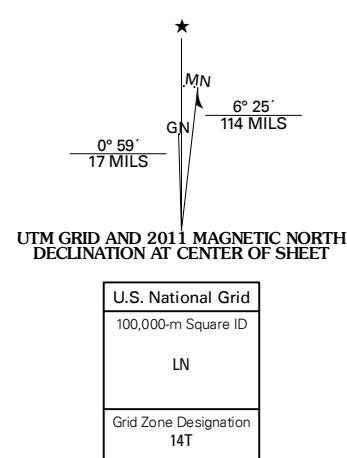 ★
MN
6° 25´
114 MILS
GN
0° 59´
17 MILS
UTM GRID AND 2011 MAGNETIC NORTH
DECLINATION AT CENTER OF SHEET
U.S. National Grid
100,000-m Square ID
LN
Grid Zone Designation
14T